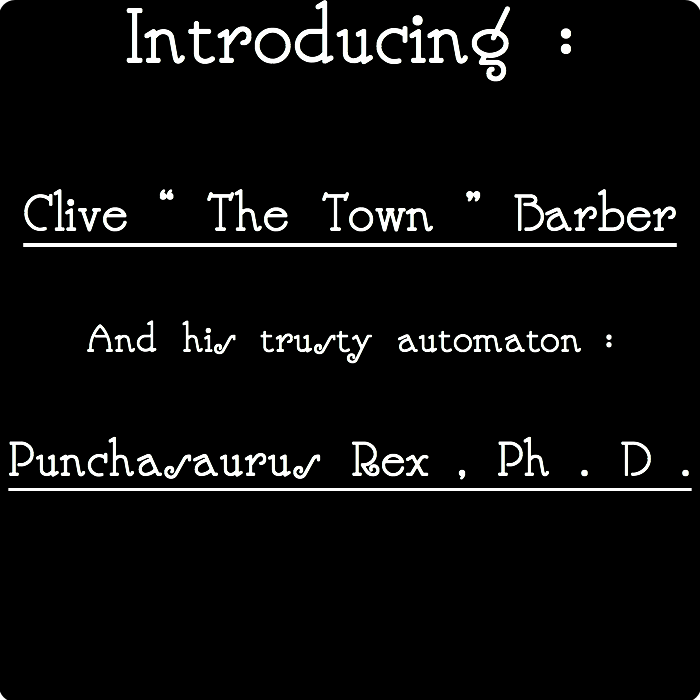 Introducing :
Clive “ The Town ” Barber
And his trusty automaton :
Punchasaurus Rex , Ph . D .